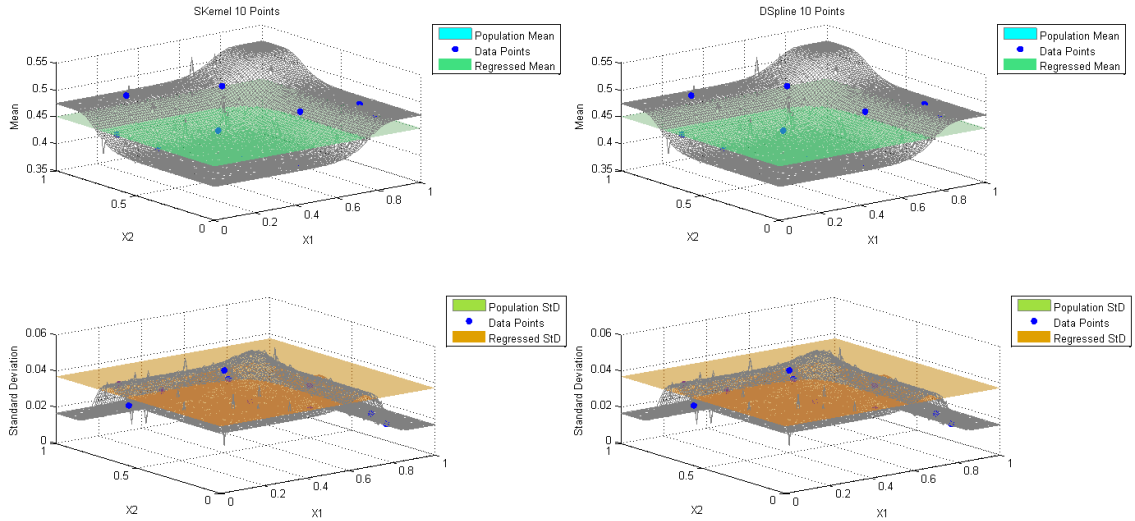 SKernel 10 Points
Population Mean
Data Points
Regressed Mean
0.55
0.5
0.45
0.4
0.35
Mean
1
0.5
0
X2
0
0.2
0.4
0.6
0.8
1
X1
DSpline 10 Points
Population Mean
Data Points
Regressed Mean
0.55
0.5
0.45
0.4
0.35
Mean
1
0.5
0
X2
0
0.2
0.4
0.6
0.8
1
X1
Population StD
Data Points
Regressed StD
0.06
0.04
0.02
0
Standard Deviation
1
0.5
0
X2
0
0.2
0.4
0.6
0.8
1
X1
Population StD
Data Points
Regressed StD
0.06
0.04
0.02
0
Standard Deviation
1
0.5
0
X2
0
0.2
0.4
0.6
0.8
1
X1